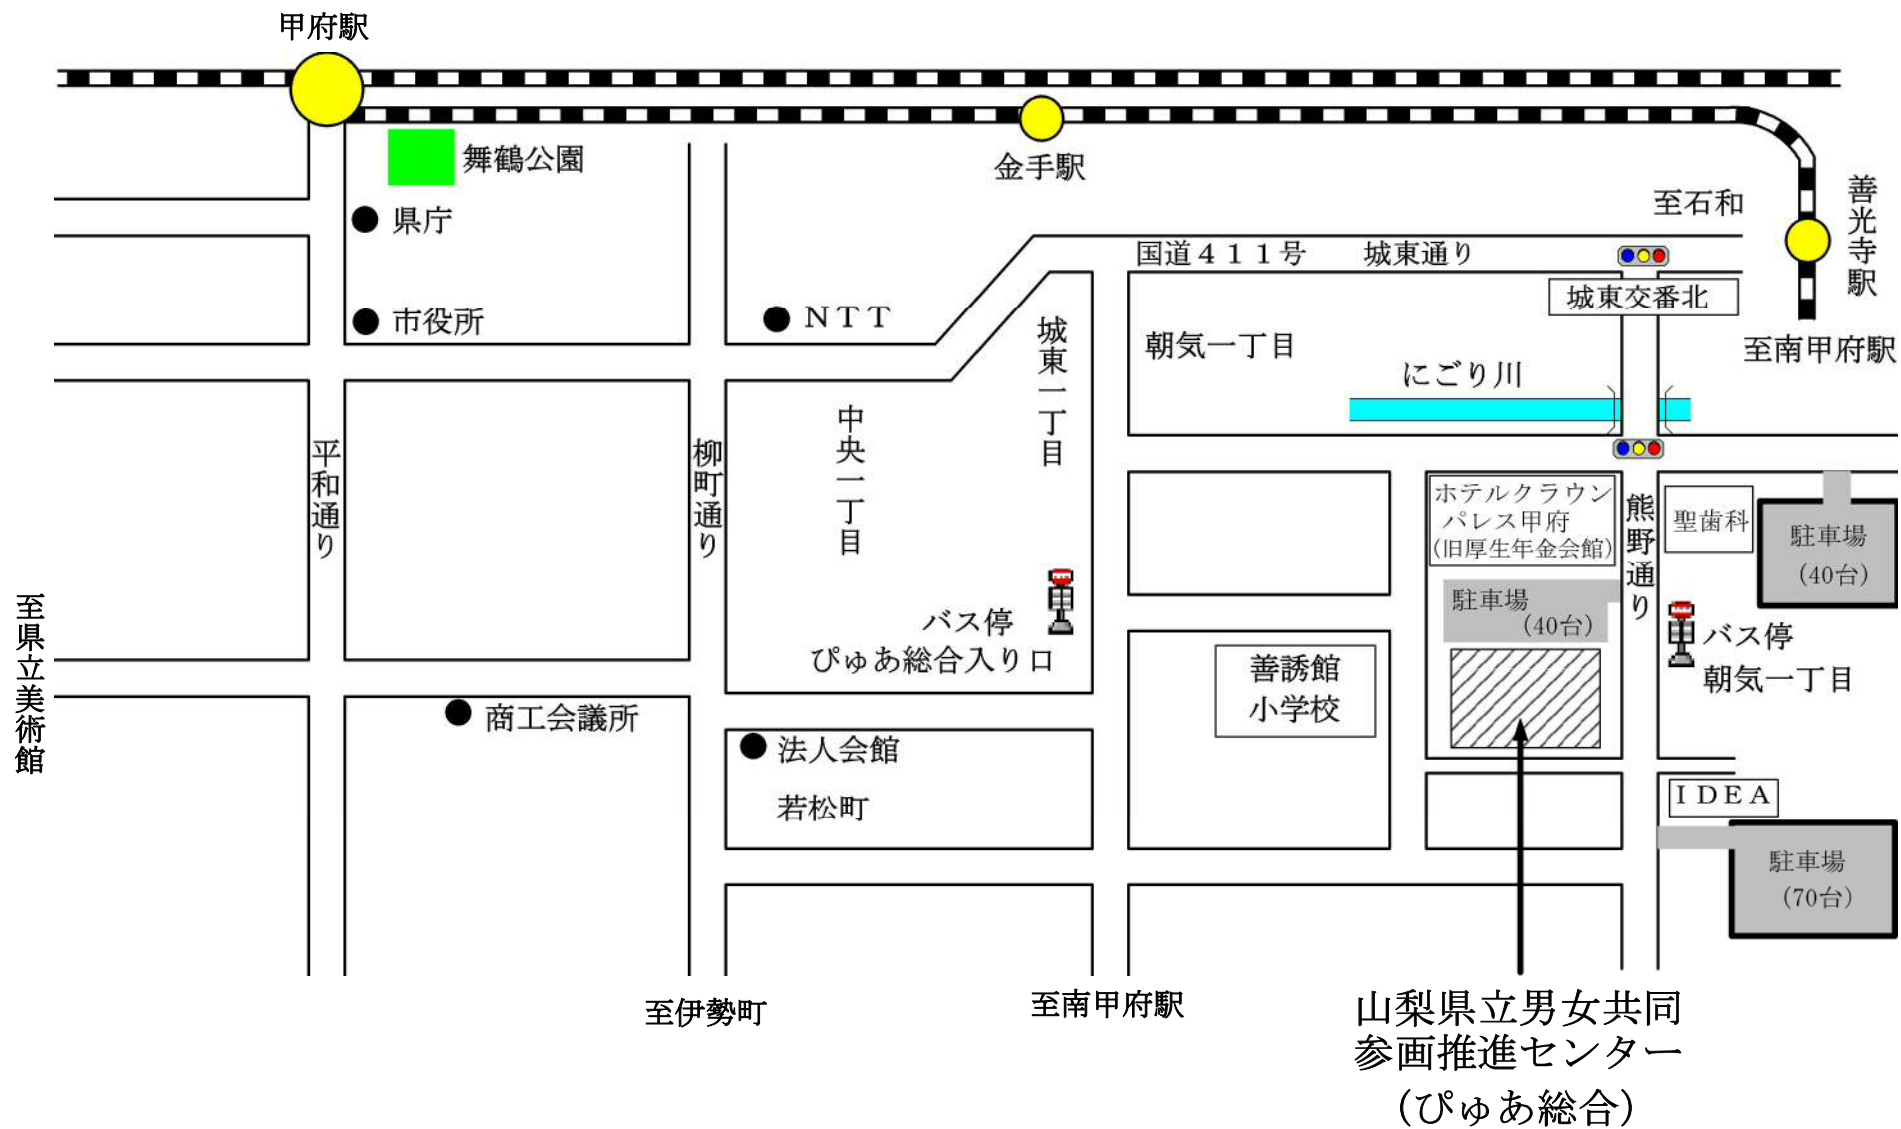 甲府駅
舞鶴公園
金手駅
善光寺駅
至石和
県庁
国道411号 城東通り
城東交番北
市役所
NTT
城東一丁目
朝気一丁目
至南甲府駅
にごり川
中央一丁目
平和通り
柳町通り
ホテルクラウン
パレス甲府
(旧厚生年金会館)
熊野通り
聖歯科
駐車場
(40台)
駐車場
(40台)
バス停
ぴゅあ総合入り口
バス停
朝気一丁目
善誘館
小学校
至県立美術館
商工会議所
法人会館
若松町
IDEA
駐車場
(70台)
至伊勢町
至南甲府駅
山梨県立男女共同
参画推進センター
(ぴゅあ総合)